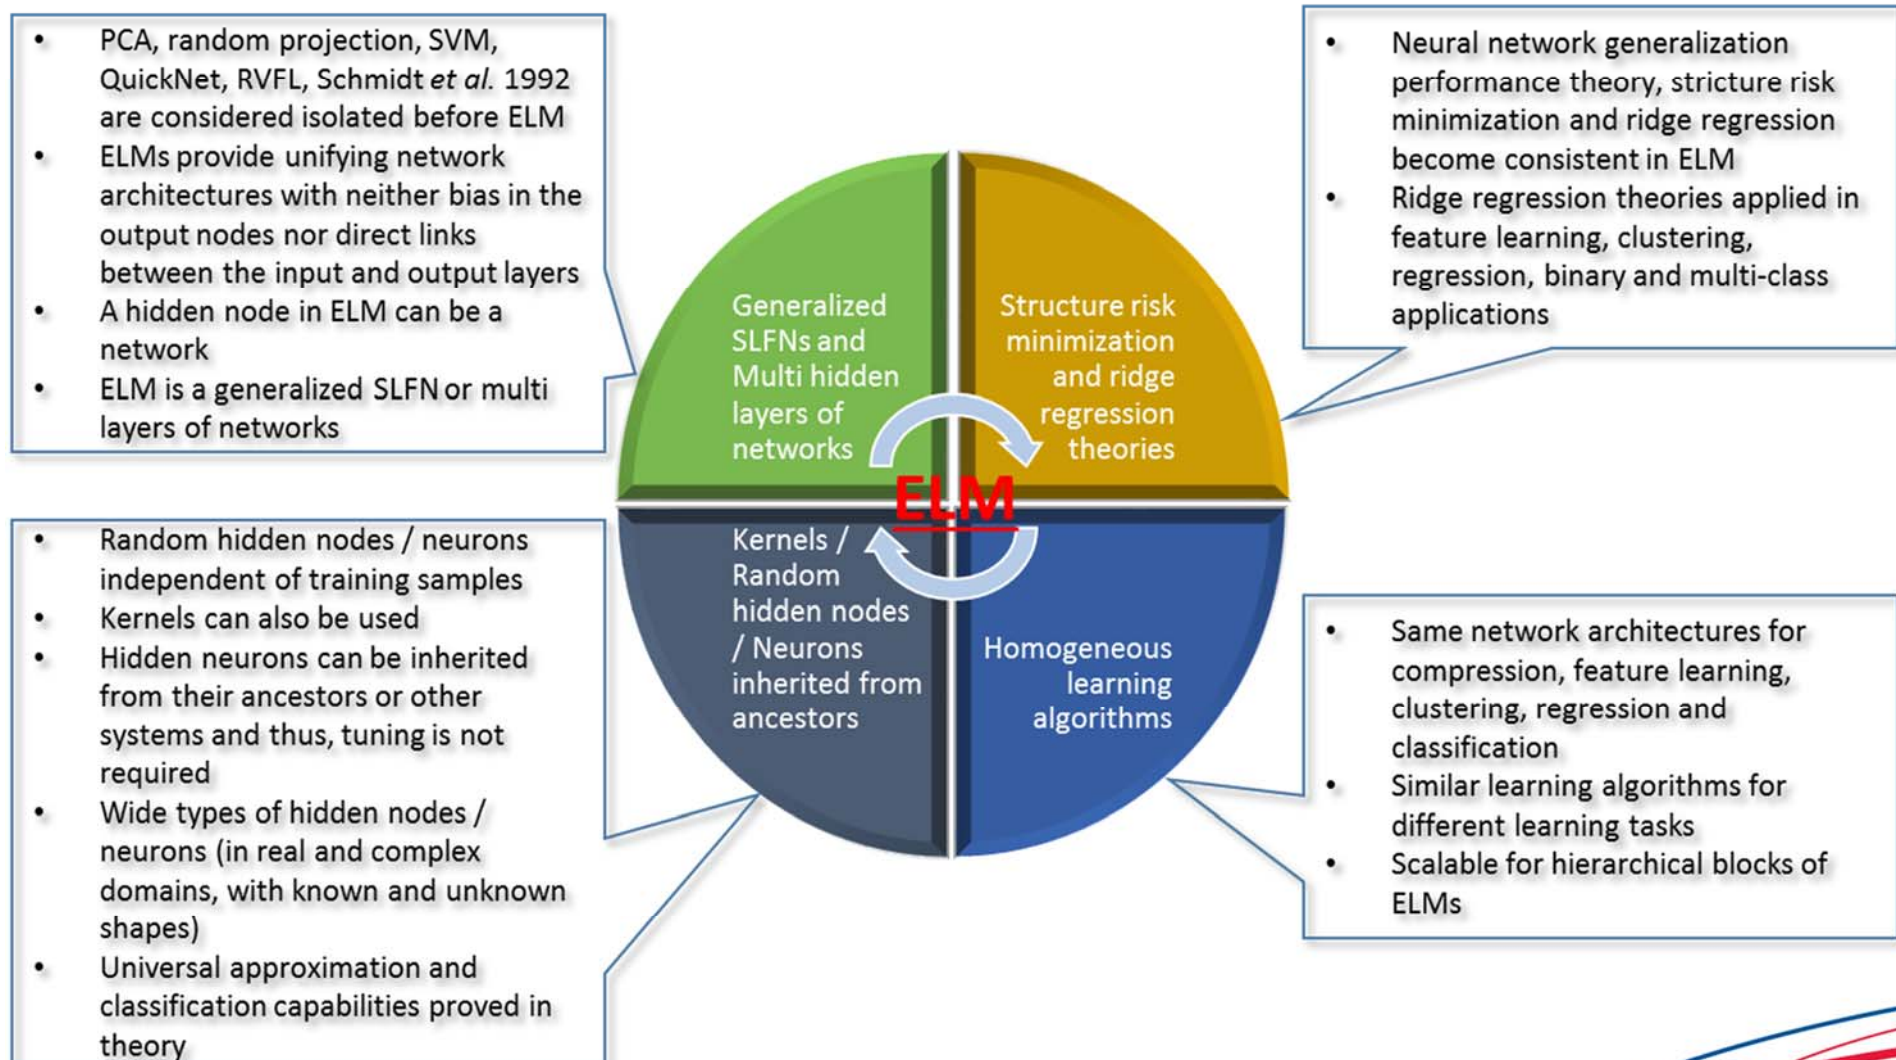 • PCA, random projection, SVM,
QuickNet, RVFL, Schmidt et al. 1992
are considered isolated before ELM
• ELMs provide unifying network
architectures with neither bias in the
output nodes nor direct links
between the input and output layers
• A hidden node in ELM can be a
network
• ELM is a generalized SLFN or multi
layers of networks
• Neural network generalization
performance theory, stricture risk
minimization and ridge regression
become consistent in ELM
• Ridge regression theories applied in
feature learning, clustering,
regression, binary and multi-class
applications
Generalized
SLFNs and
Multi hidden
layers of
networks
Structure risk
minimization
and ridge
regression
theories
ELM
Kernels /
Random
hidden nodes
/ Neurons
inherited from
ancestors
Homogeneous
learning
algorithms
• Random hidden nodes / neurons
independent of training samples
• Kernels can also be used
• Hidden neurons can be inherited
from their ancestors or other
systems and thus, tuning is not
required
• Wide types of hidden nodes /
neurons (in real and complex
domains, with known and unknown
shapes)
• Universal approximation and
classification capabilities proved in
theory
• Same network architectures for
compression, feature learning,
clustering, regression and
classification
• Similar learning algorithms for
different learning tasks
• Scalable for hierarchical blocks of
ELMs